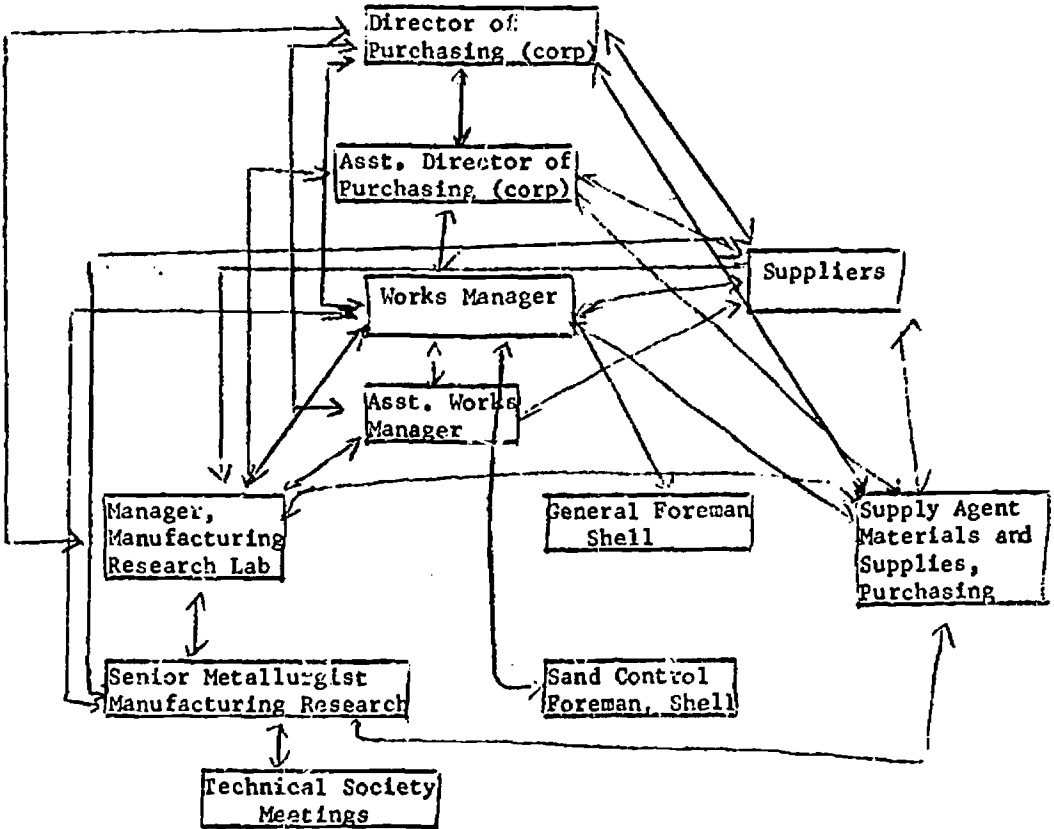 Director of
Purchasing (corp)
Asst. Director of
Purchasing (corp)
Suppliers
Works Manager
Asst. Works
Manager
Manager,
Manufacturing
Research Lab
General Foreman
Shell
Supply Agent
Materials and
Supplies,
Purchasing
Senior Metallurgist
Manufacturing Research
Sand Control
Foreman, Shell
Technical Society
Meetings